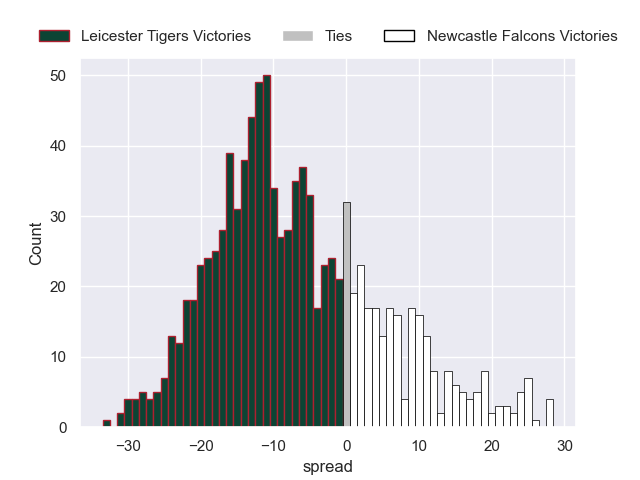 Leicester Tigers Victories Ties Newcastle Falcons Victories
50
40
30
20
10
0
Count
−30 −20 −10 0 10 20 30
spread